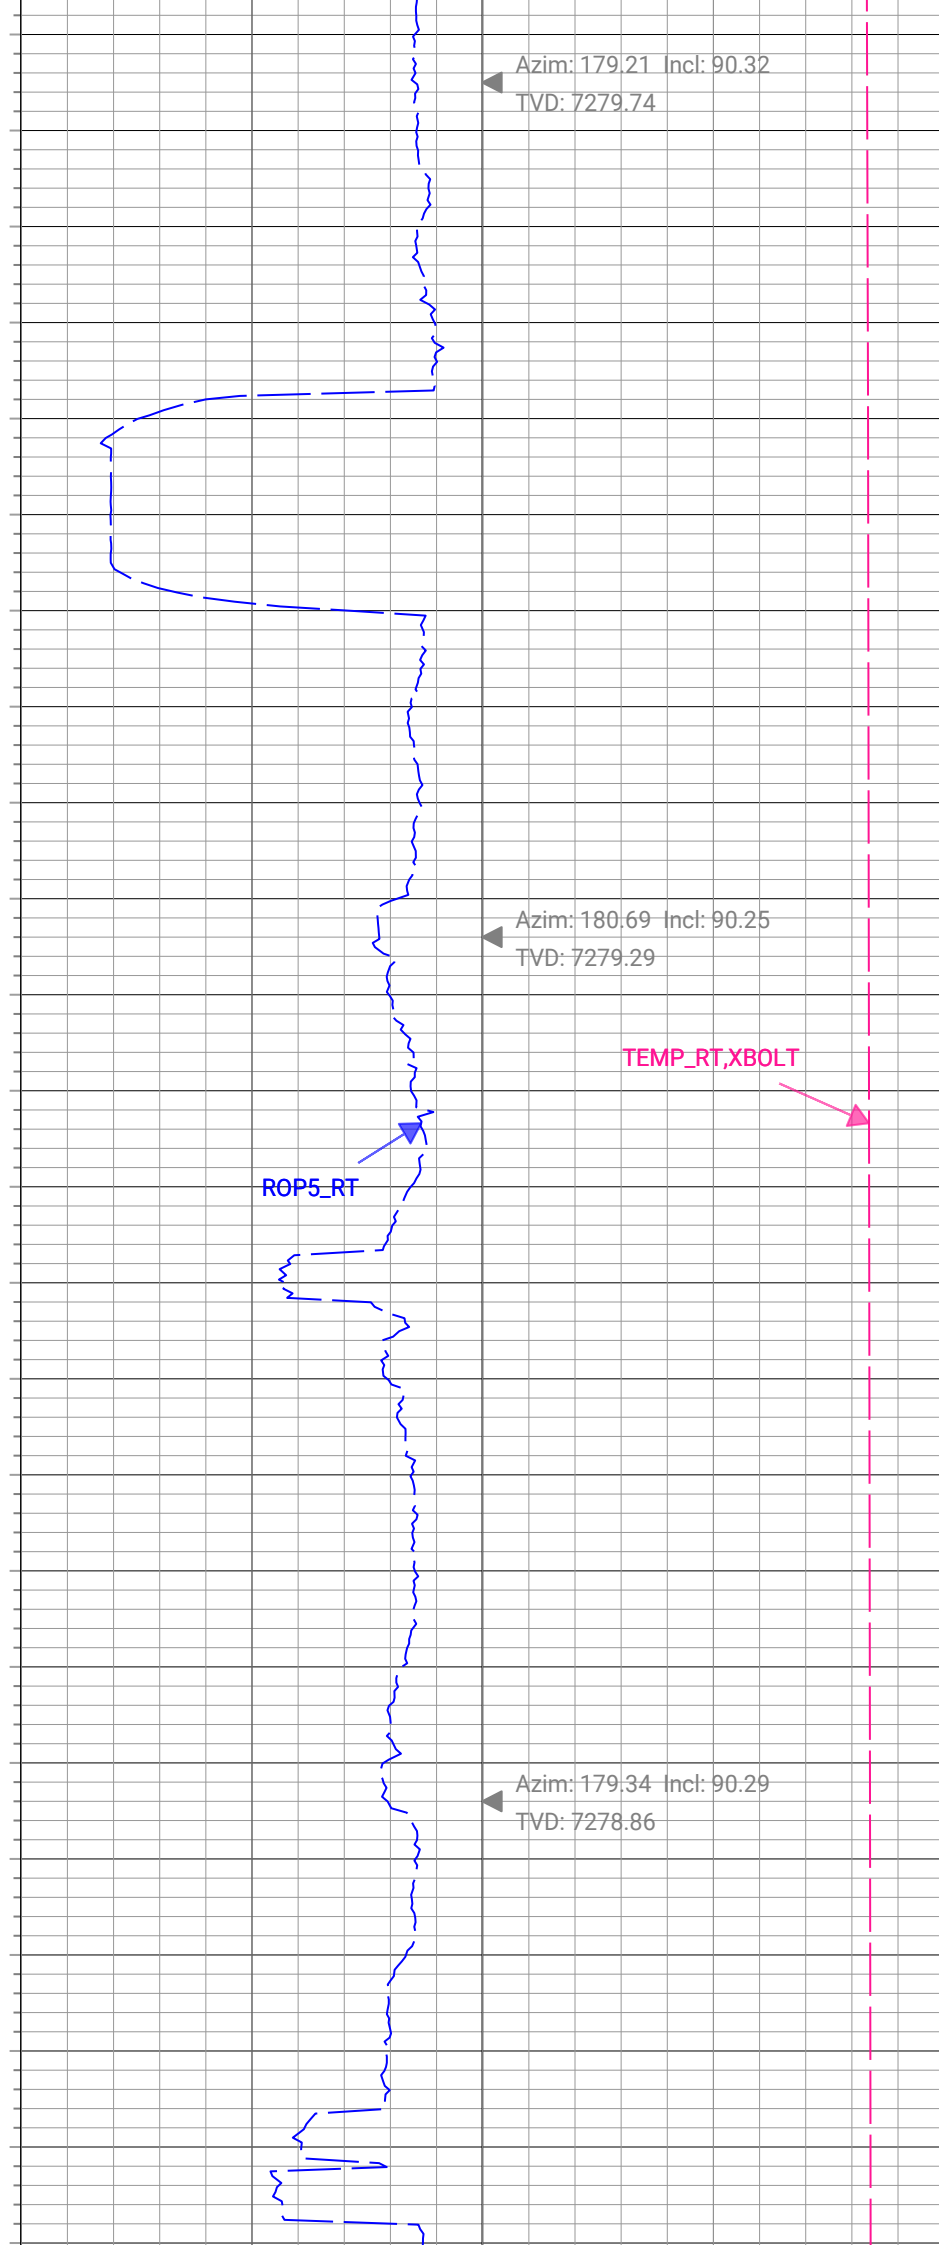 Azim: 179.21 Incl: 90.32
TVD: 7279.74
Azim: 180.69 Incl: 90.25
TVD: 7279.29
TEMP_RT,XBOLT
ROP5_RT
Azim: 179.34 Incl: 90.29
TVD: 7278.86